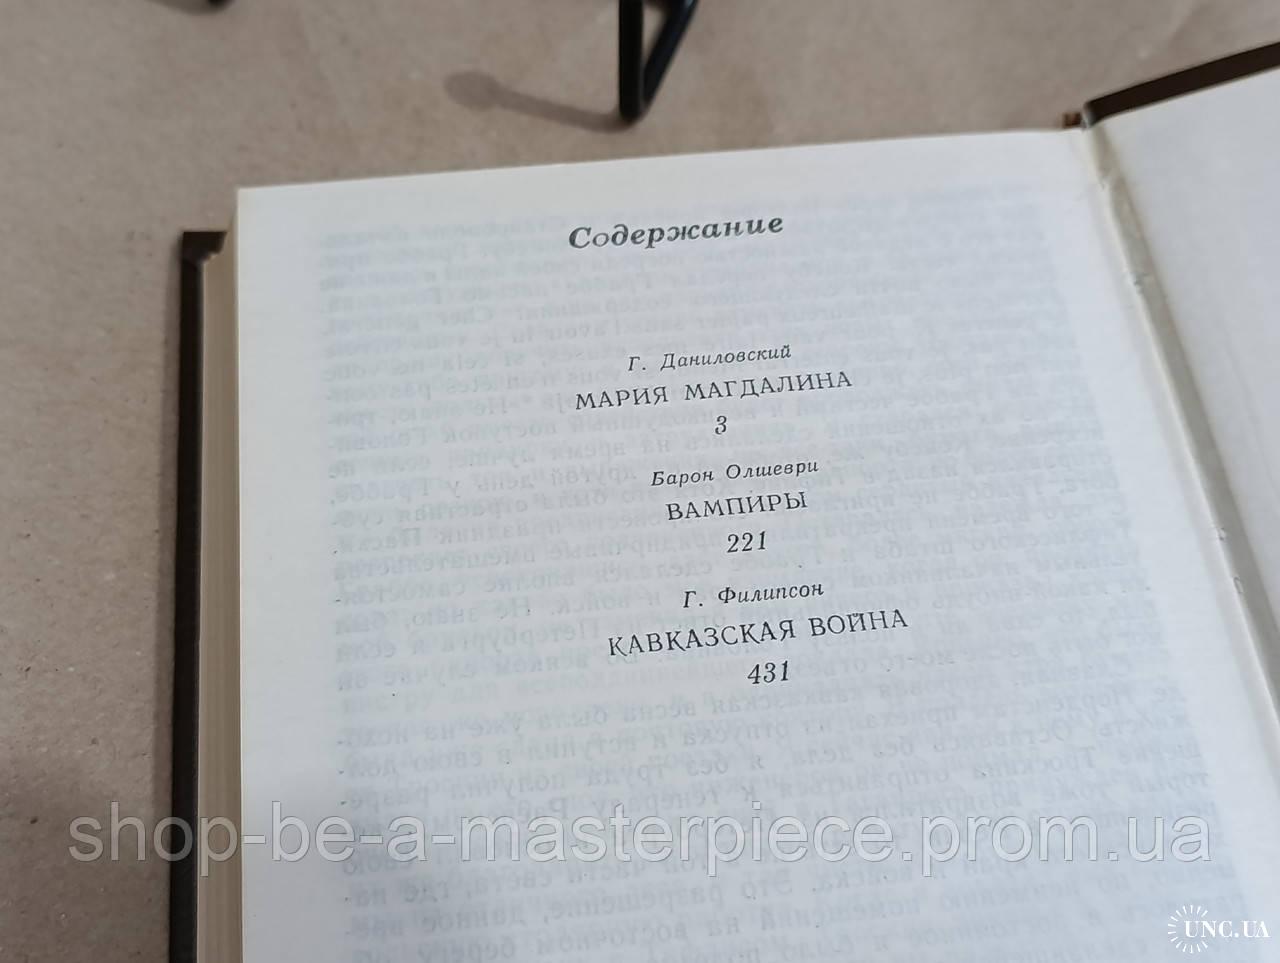 Содержание
Г. Даниловский
МАРИЯ МАГДАЛИНА
3
Барон Олшеври
ВАМПИРЫ
221
Г. Филипсон
КАВКАЗСКАЯ ВОЙНА
431
shop-be-a-masterpiece.prom.ua
UNC.UA